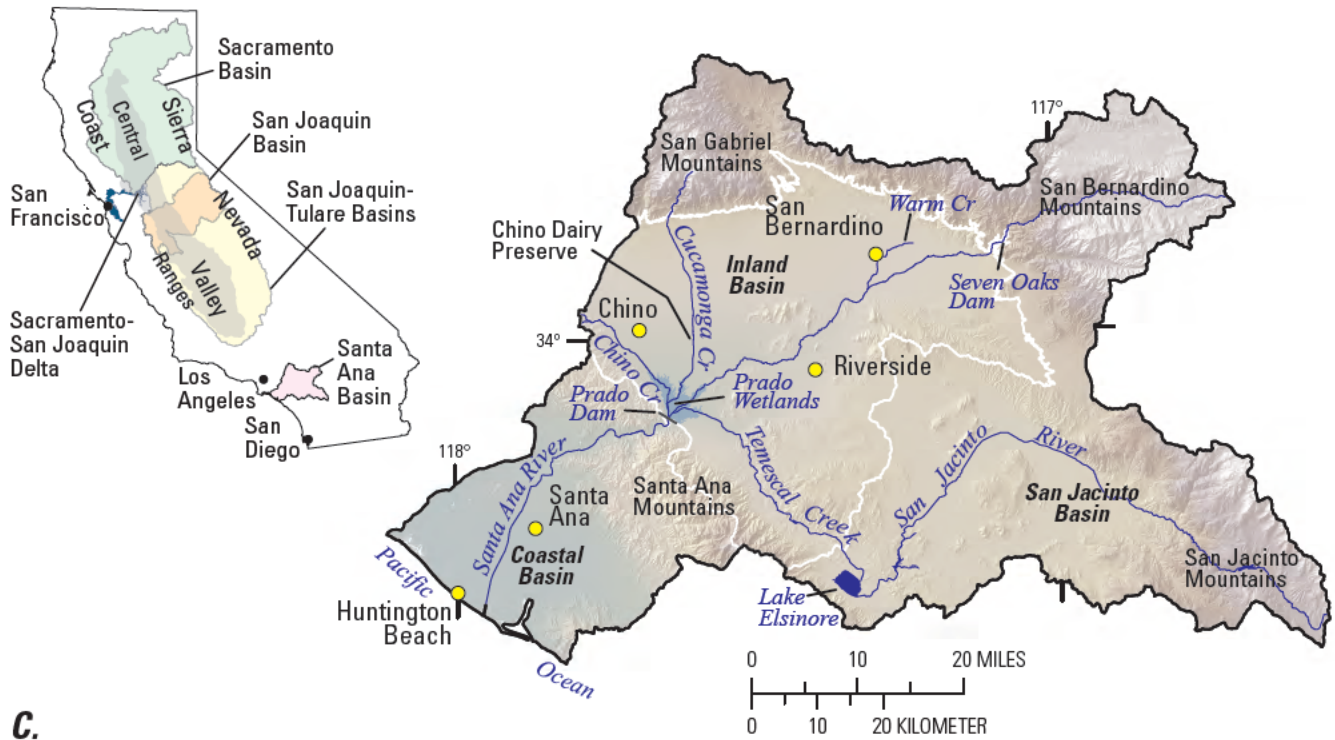 Sacramento
Basin
Coast
Central
Sierra
San Joaquin
Basin
San
Francisco
Nevada
San Joaquin-
Tulare Basins
Ranges
Valley
Sacramento-
San Joaquin
Delta
Los
Angeles
Santa
Ana
Basin
San
Diego
117°
San Gabriel
Mountains
San Bernardino
Mountains
San
Bernardino
Warm Cr
Chino Dairy
Preserve
Cucamonga Cr
Inland
Basin
Seven Oaks
Dam
Chino
34°
Chino Cr
Riverside
Prado
Dam
Prado
Wetlands
118°
Santa Ana River
Temescal Creek
San Jacinto River
Santa Ana
Mountains
San Jacinto
Basin
Santa
Ana
Coastal
Basin
San Jacinto
Mountains
Pacific
Ocean
Huntington
Beach
Lake
Elsinore
0 10 20 MILES
0 10 20 KILOMETER
C.